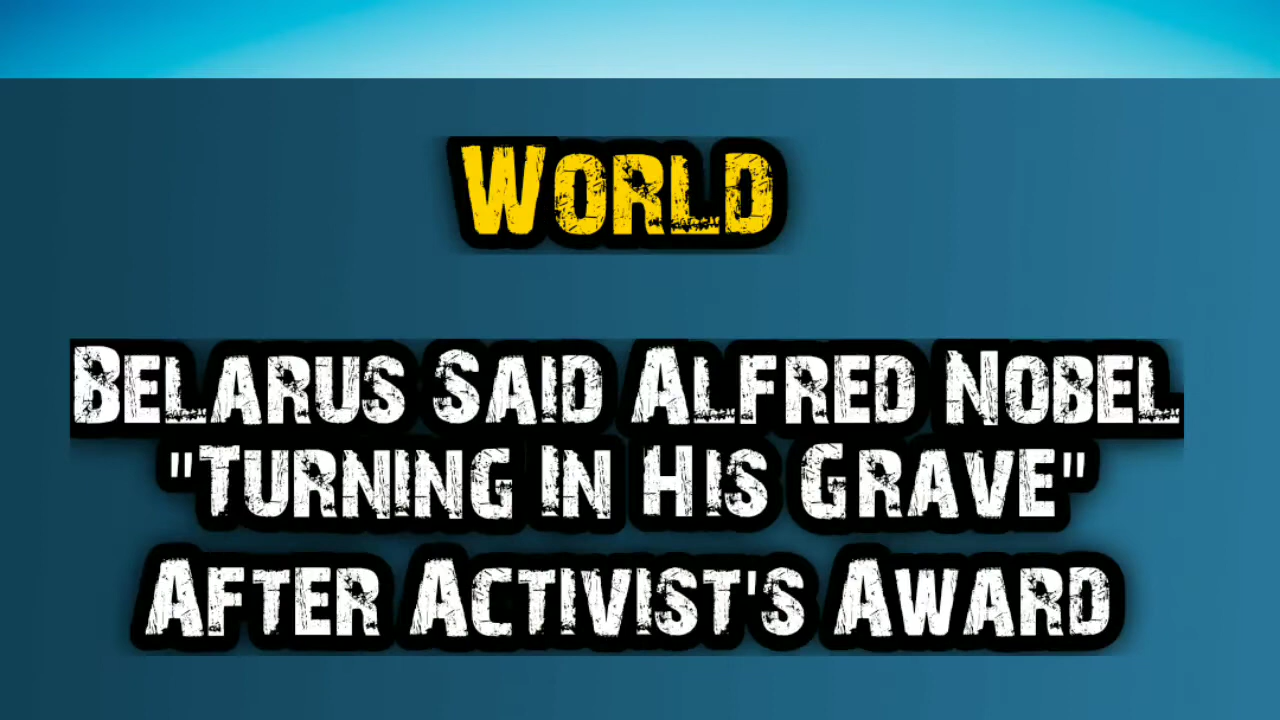 World
Belarus Said Alfred Nobel
"Turning In His Grave"
After Activist's Award